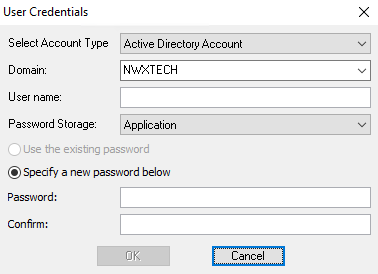 User Credentials
Select Account Type
Active Directory Account
Domain:
NWXTECH
User name:
Password Storage:
Application
Use the existing password
Specify a new password below
Password:
Confirm:
OK
Cancel